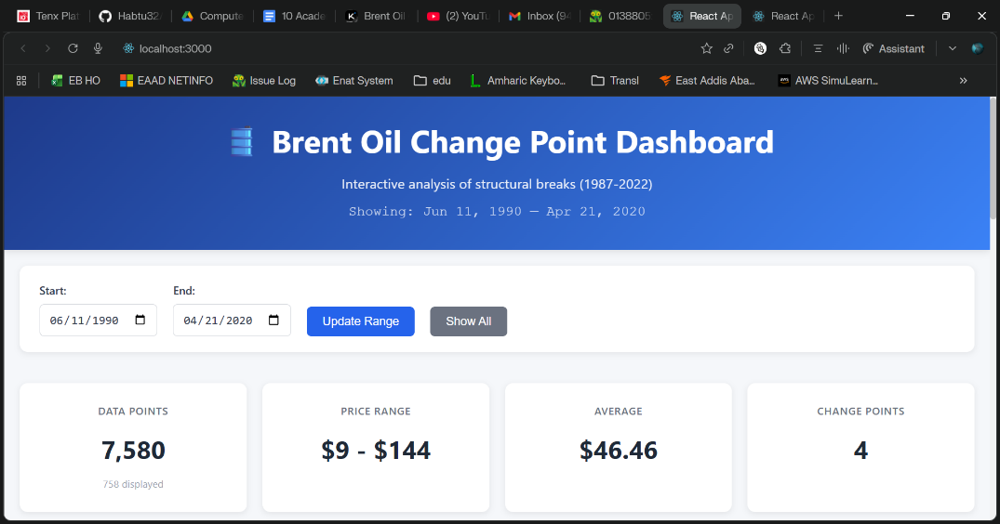 Tenx Plat
Habtu32/
Compute
10 Acade
Brent Oil
(2) YouTu
Inbox (94
0138805
React Ap
React Ap
localhost:3000
Assistant
EB HO
EAAD NETINFO
Issue Log
Enat System
edu
Amharic Keybo...
Transl
East Addis Aba...
AWS SimuLearn...
»
Brent Oil Change Point Dashboard
Interactive analysis of structural breaks (1987-2022)
Showing: Jun 11, 1990 — Apr 21, 2020
Start:
End:
06/11/1990
04/21/2020
Update Range
Show All
DATA POINTS
PRICE RANGE
AVERAGE
CHANGE POINTS
7,580
$9 - $144
$46.46
4
758 displayed